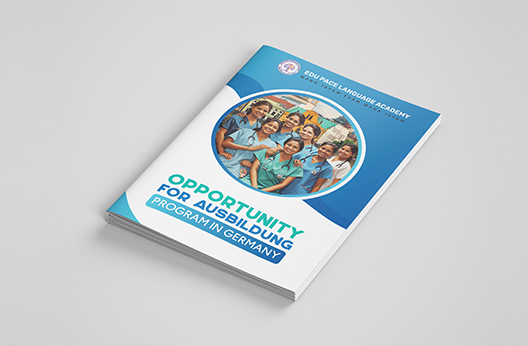 EDU PACE LANGUAGE ACADEMY
OPPORTUNITY
FOR AUSBILDUNG
PROGRAM IN GERMANY